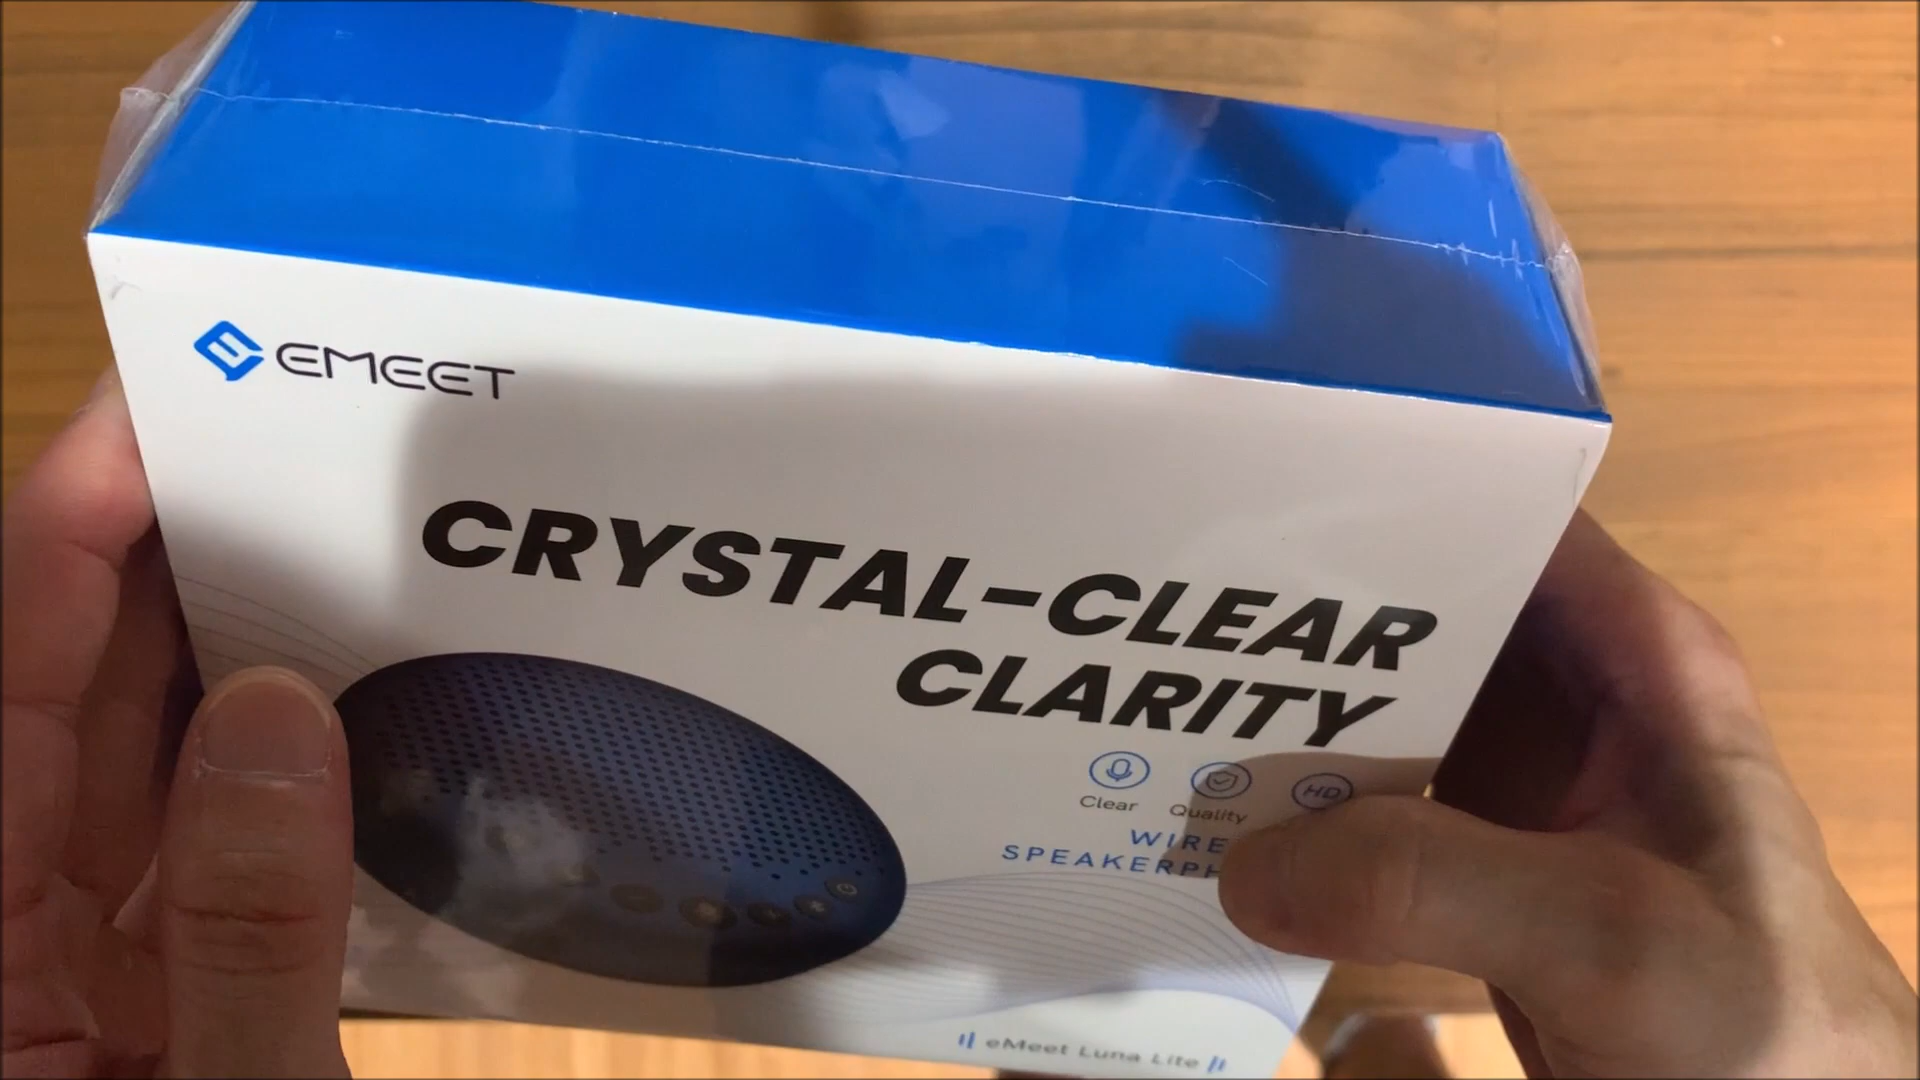 EMEET
CRYSTAL-CLEAR
CLARITY
HD
Clear Quality
eMeet Luna Lite